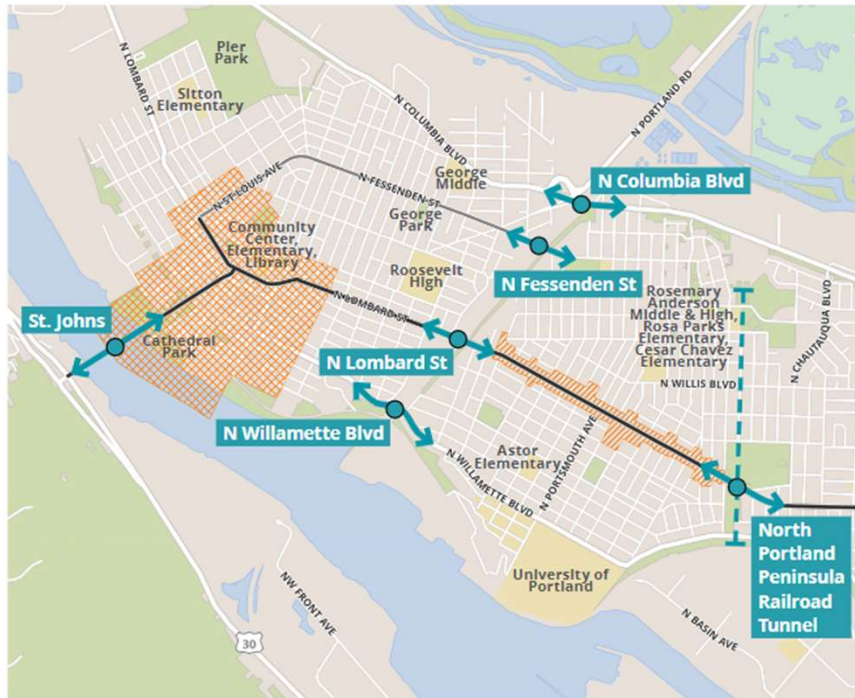 Pier
Park
N LOMBARD ST
Sitton
Elementary
N COLUMBIA BLVD
N PORTLAND RD
George
Middle
N Columbia Blvd
N ST LOUIS AVE
N FESSENDEN ST
George
Park
Community
Center,
Elementary,
Library
Roosevelt
High
N Fessenden St
Rosemary
Anderson
Middle & High,
Rosa Parks
Elementary,
Cesar Chavez
Elementary
N CHAUTAUQUA BLVD
N LOMBARD ST
St. Johns
Cathedral
Park
N Lombard St
N WILLIS BLVD
N Willamette Blvd
Astor
Elementary
N PORTSMOUTH AVE
N WILLAMETTE BLVD
North
Portland
Peninsula
Railroad
Tunnel
University of
Portland
NW FRONT AVE
N BASIN AVE
30